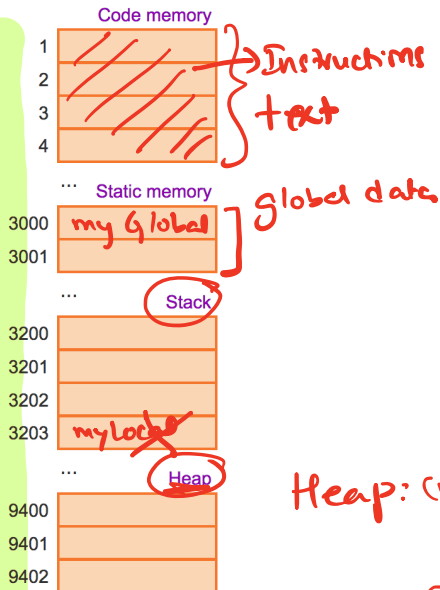 Code memory
1
2 Instructions
3 text
4
...
Static memory
3000 my Global global data
3001
... Stack
3200
3201
3202
3203 myLocal
... Heap
Heap:
9400
9401
9402